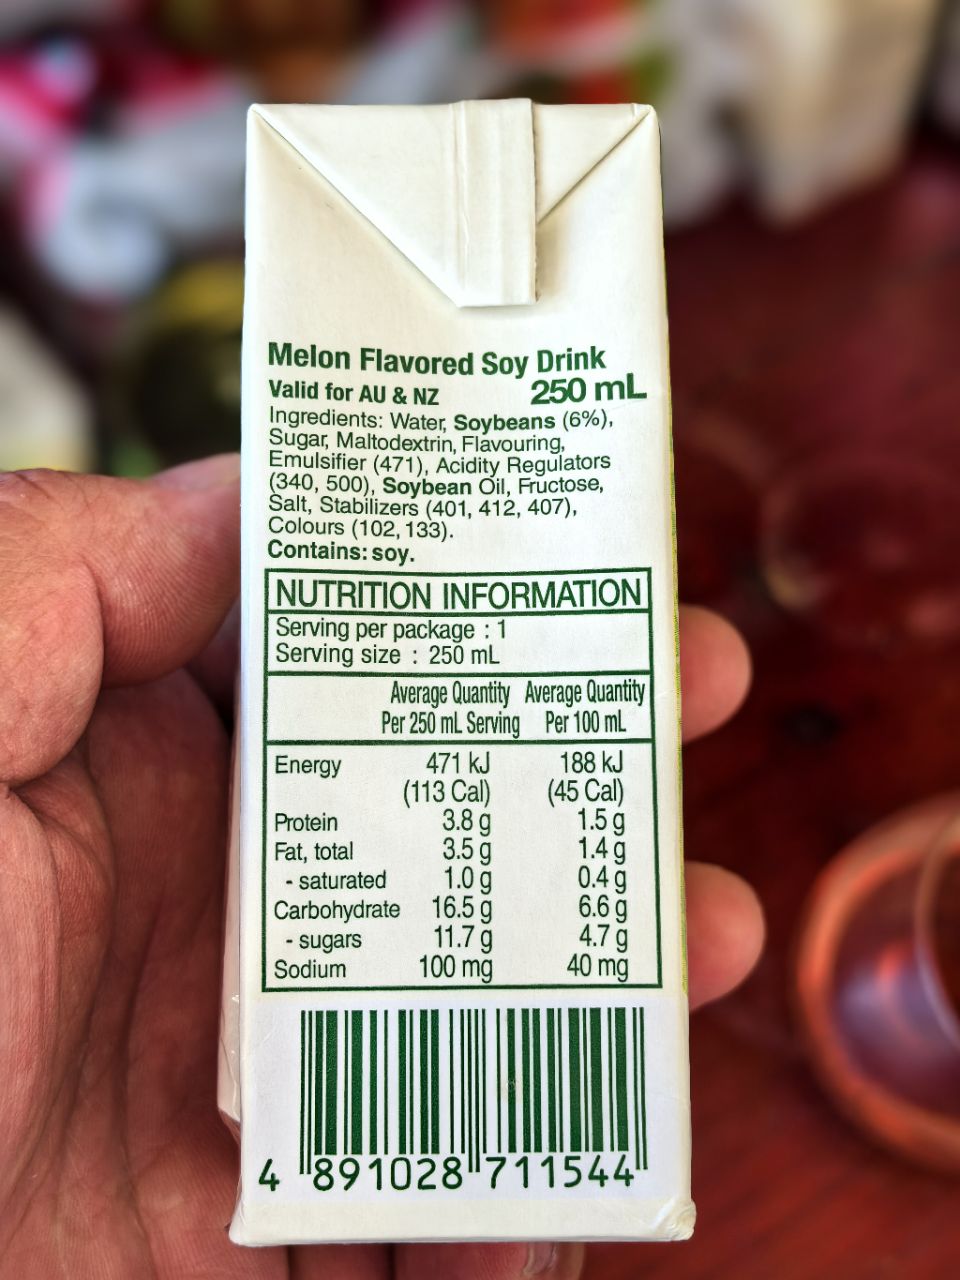 Melon Flavored Soy Drink
Valid for AU & NZ 250 mL
Ingredients: Water, Soybeans (6%),
Sugar, Maltodextrin, Flavouring,
Emulsifier (471), Acidity Regulators
(340, 500), Soybean Oil, Fructose,
Salt, Stabilizers (401, 412, 407),
Colours (102, 133).
Contains: soy.
NUTRITION INFORMATION
Serving per package : 1
Serving size : 250 mL
Average Quantity Average Quantity
Per 250 mL Serving Per 100 mL
Energy 471 kJ 188 kJ
(113 Cal) (45 Cal)
Protein 3.8 g 1.5 g
Fat, total 3.5 g 1.4 g
- saturated 1.0 g 0.4 g
Carbohydrate 16.5 g 6.6 g
- sugars 11.7 g 4.7 g
Sodium 100 mg 40 mg
4 891028 711544